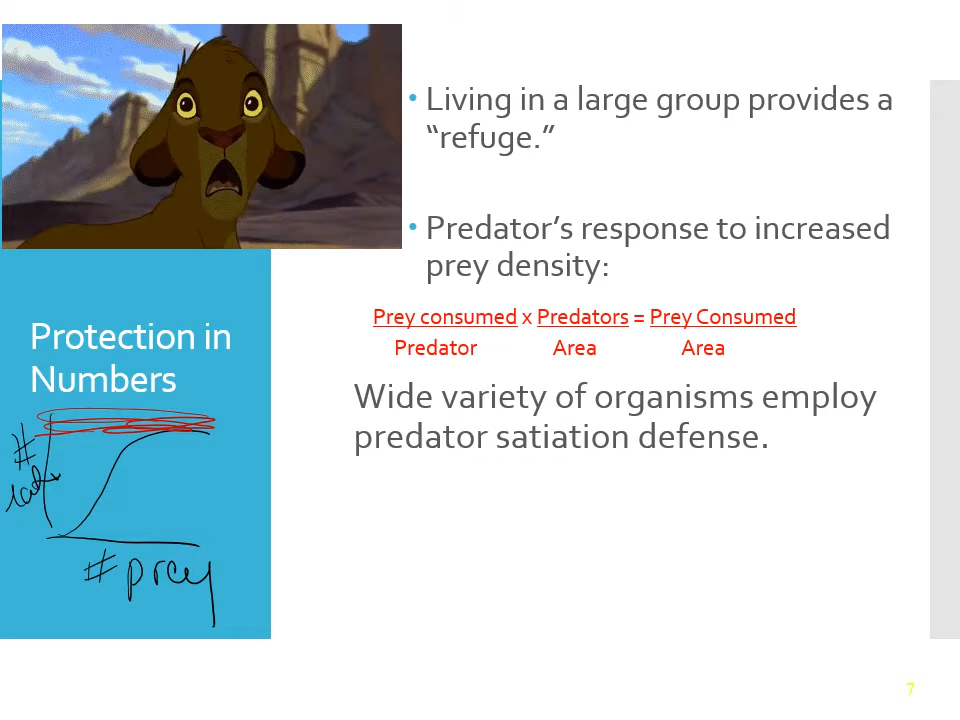 • Living in a large group provides a
“refuge.”
• Predator’s response to increased
prey density:
Prey consumed x Predators = Prey Consumed
Predator Area Area
Wide variety of organisms employ
predator satiation defense.
Protection in
Numbers
#
# prey
7